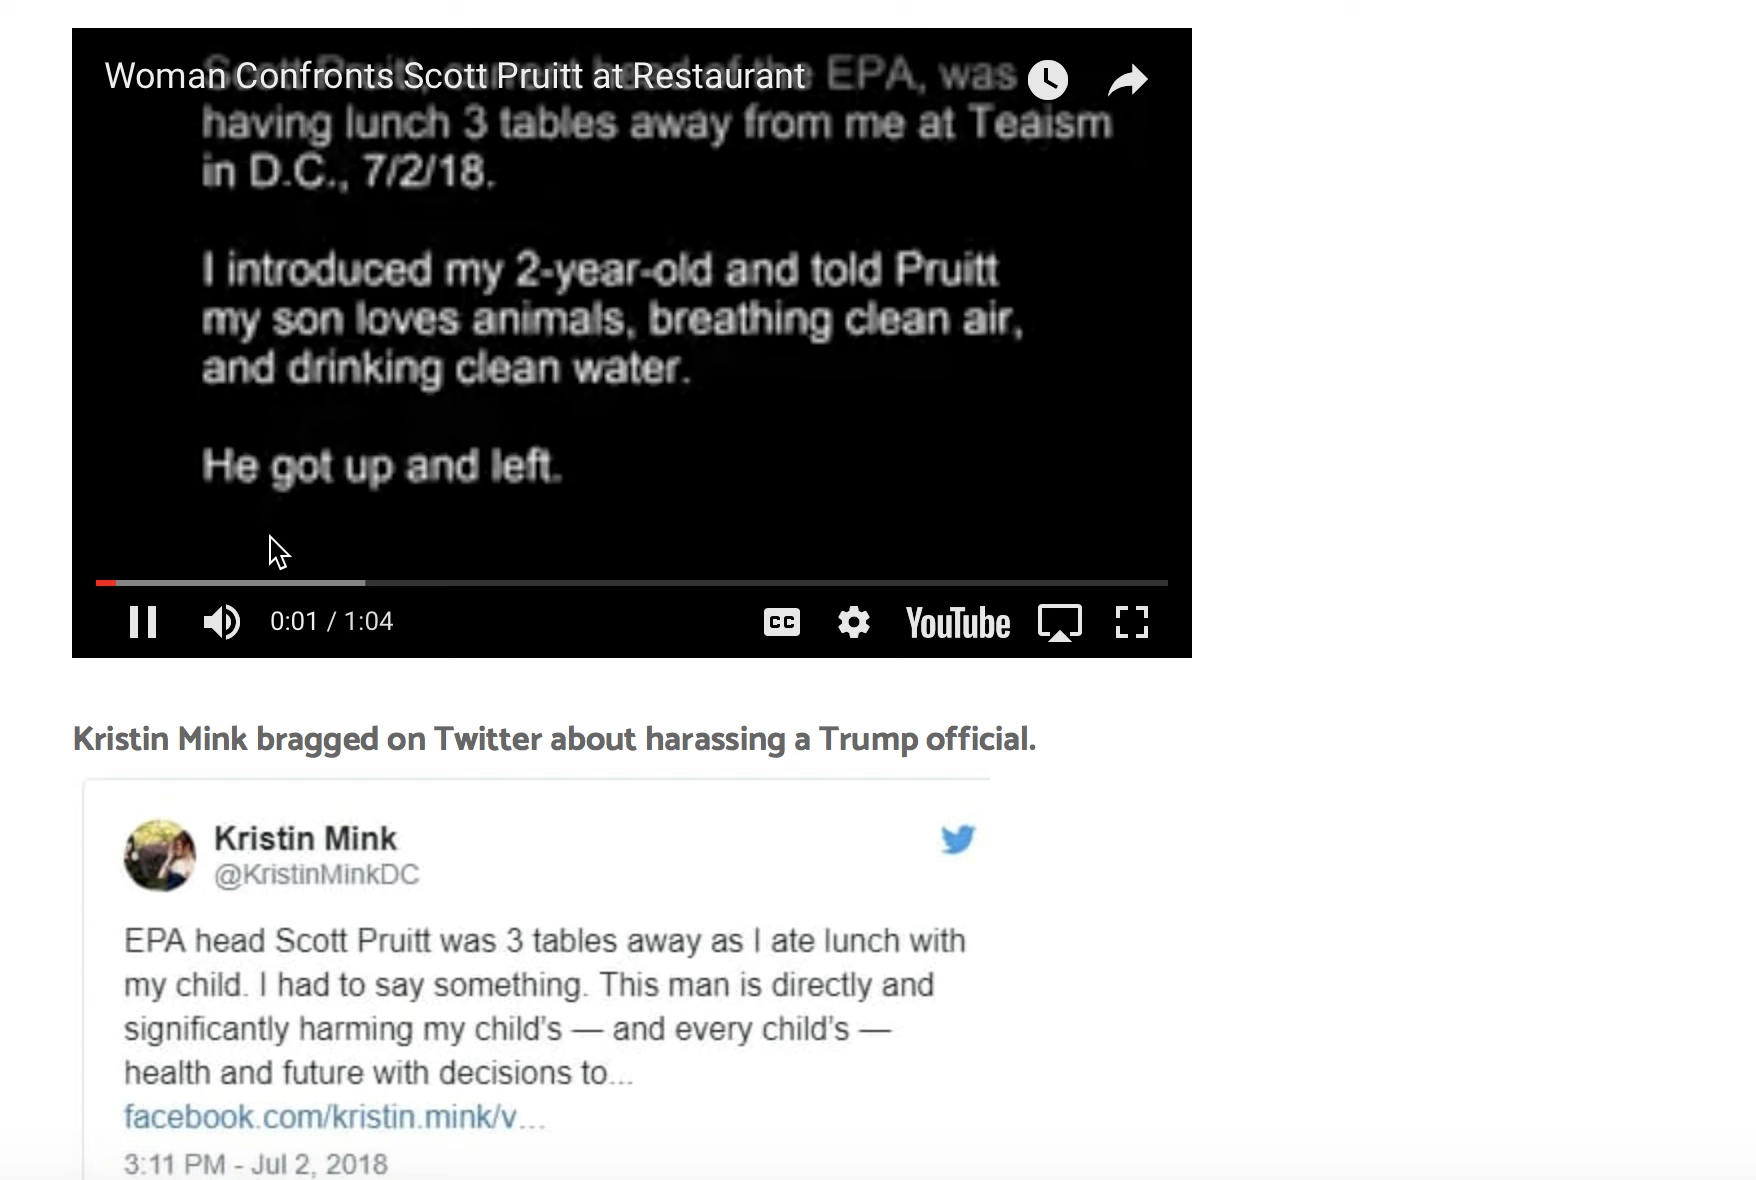 Woman Confronts Scott Pruitt at Restaurant
EPA, was
having lunch 3 tables away from me at Teaism
in D.C., 7/2/18.
I introduced my 2-year-old and told Pruitt
my son loves animals, breathing clean air,
and drinking clean water.
He got up and left.
0:01 / 1:04
CC
YouTube
Kristin Mink bragged on Twitter about harassing a Trump official.
Kristin Mink
@KristinMinkDC
EPA head Scott Pruitt was 3 tables away as I ate lunch with
my child. I had to say something. This man is directly and
significantly harming my child's — and every child's —
health and future with decisions to...
facebook.com/kristin.mink/v...
3:11 PM - Jul 2, 2018